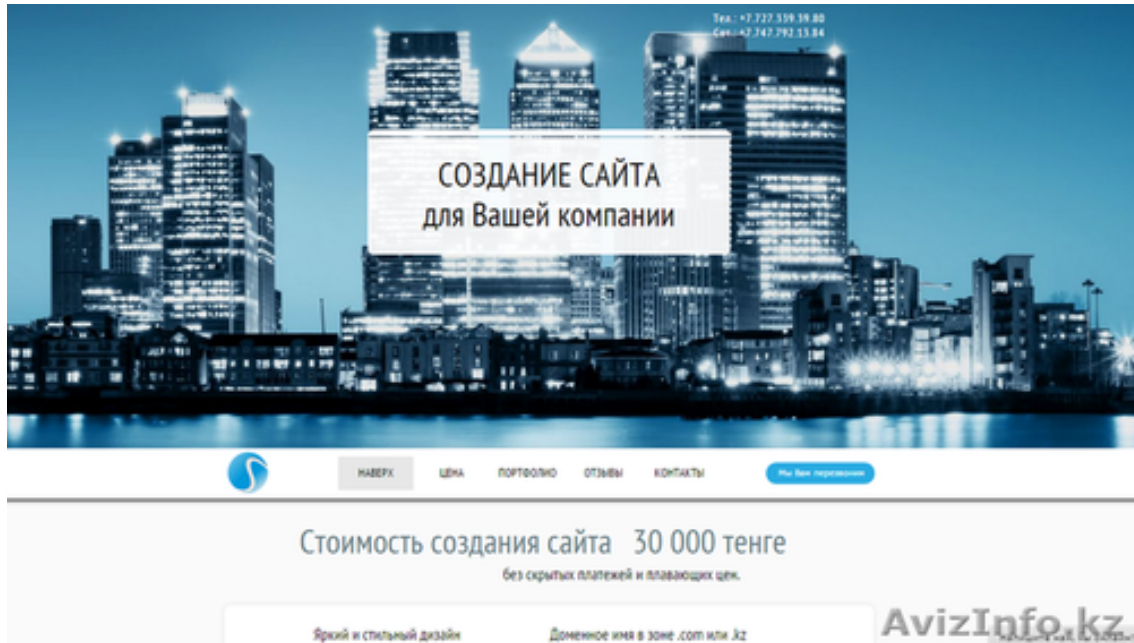 Тел.: +7.727.339.39.80
Сот.: +7.747.792.13.84
СОЗДАНИЕ САЙТА
для Вашей компании
НАВЕРХ ЦЕНА ПОРТФОЛИО ОТЗЫВЫ КОНТАКТЫ Мы Вам перезвоним
Стоимость создания сайта 30 000 тенге
без скрытых платежей и плавающих цен.
Яркий и стильный дизайн Доменное имя в зоне .com или .kz
AvizInfo.kz